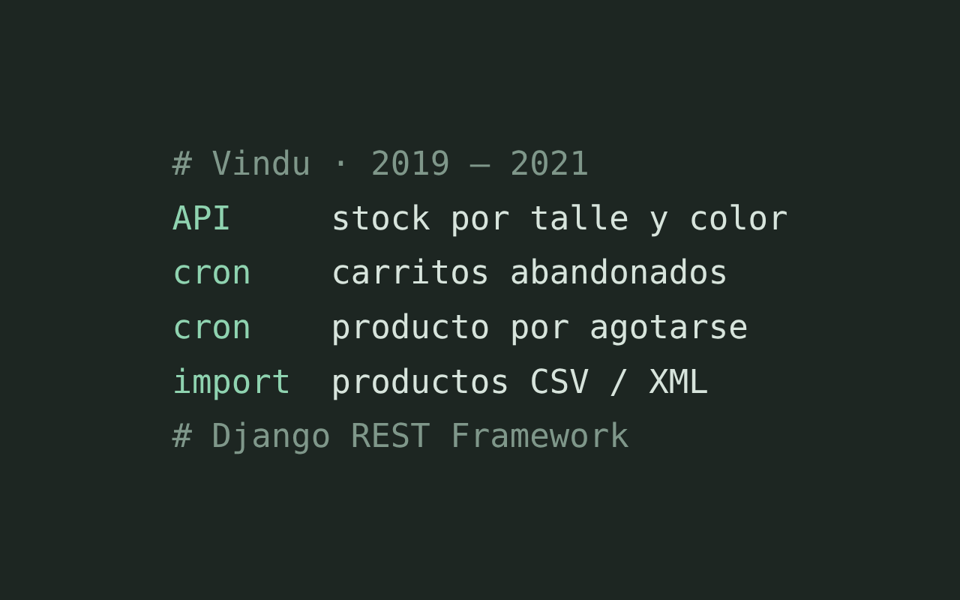 # Vindu · 2019 — 2021
API stock por talle y color
cron carritos abandonados
cron producto por agotarse
import productos CSV / XML
# Django REST Framework